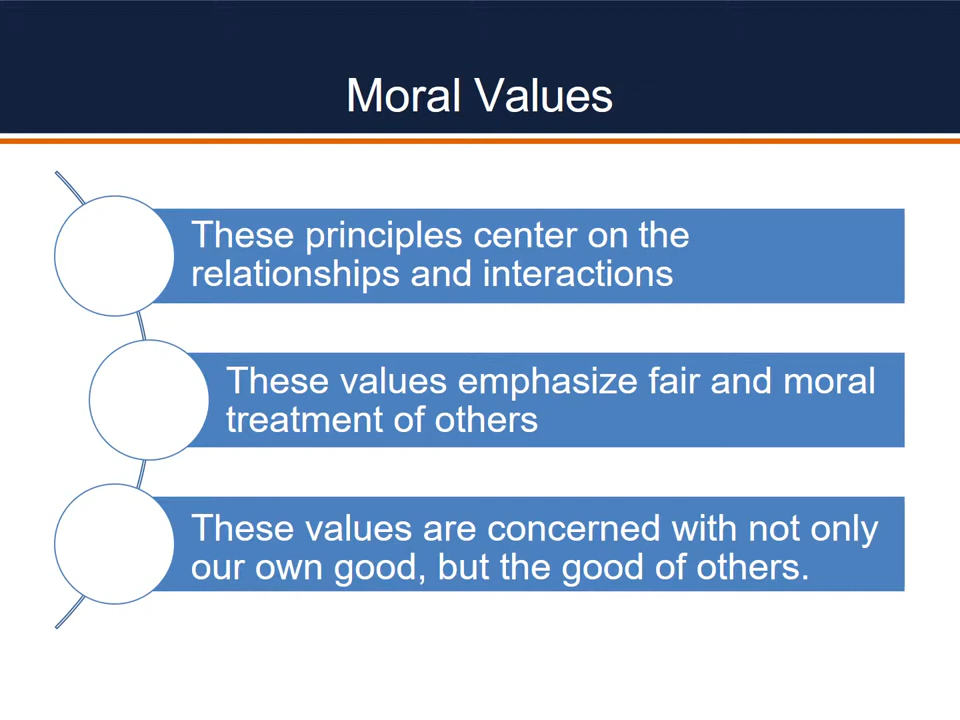 Moral Values
These principles center on the
relationships and interactions
These values emphasize fair and moral
treatment of others
These values are concerned with not only
our own good, but the good of others.